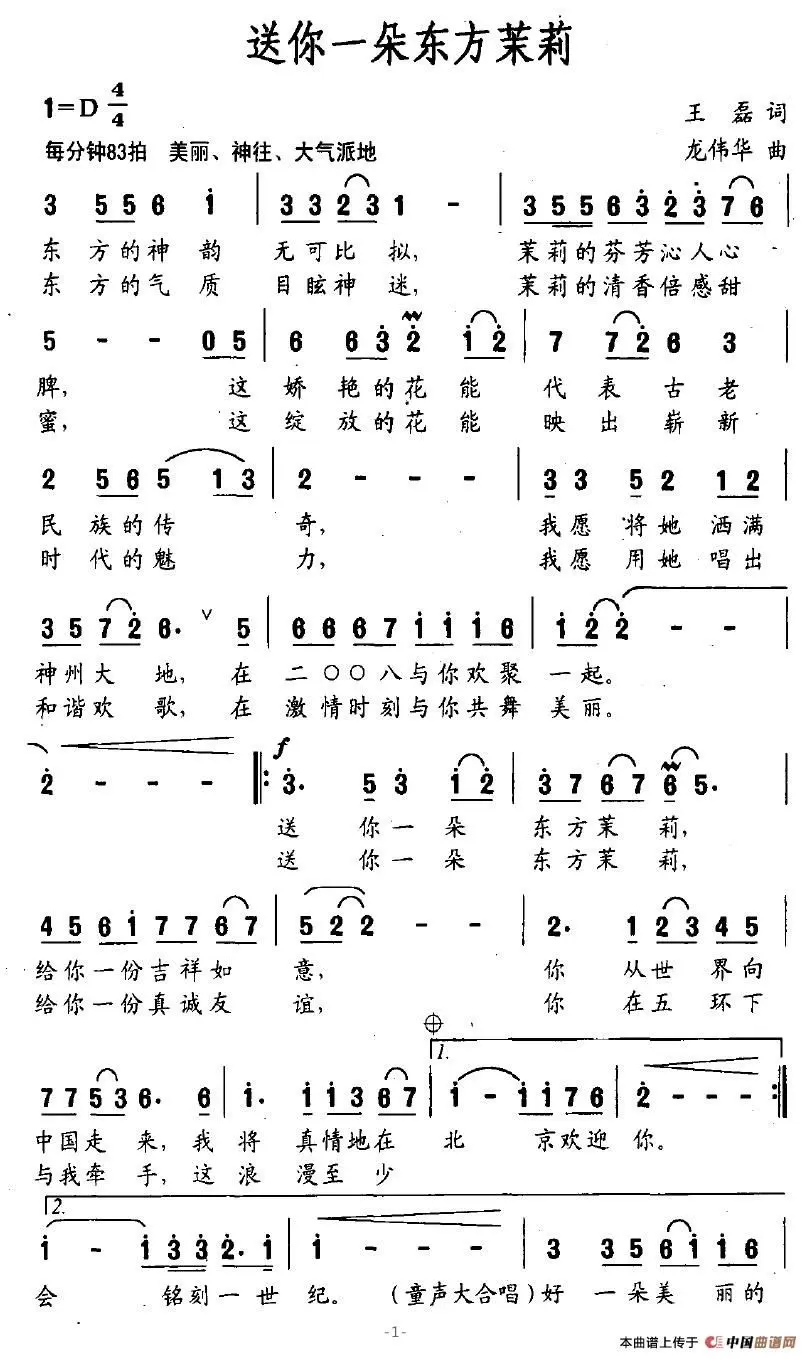 送你一朵东方茉莉
1=D 4/4
王磊词
每分钟83拍 美丽、神往、大气派地
龙伟华 曲
3 5 5 6 i 3 3 2 3 1 - 3 5 5 6 3 2 3 7 6
东方的神韵 无可比拟, 茉莉的芬芳沁人心
东方的气质 目眩神迷, 茉莉的清香倍感甜
5 - - 0 5 6 6 3 2 i 2 7 7 2 6 3
脾, 这娇艳的花能 代表古老
蜜, 这绽放的花能 映出崭新
2 5 6 5 1 3 2 - - - 3 3 5 2 1 2
民族的传 奇, 我愿将她洒满
时代的魅 力, 我愿用她唱出
3 5 7 2 6. ∨ 5 6 6 6 7 i i i 6 i 2 2 - -
神州大地, 在二〇〇八与你欢聚 一起。
和谐欢歌, 在激情时刻与你共舞 美丽。
2 - - - f 3. 5 3 i 2 3 7 6 7 6 5.
送 你一朵 东方茉莉,
送 你一朵 东方茉莉,
4 5 6 i 7 7 6 7 5 2 2 - - 2. 1 2 3 4 5
给你一份吉祥如 意, 你 从世界向
给你一份真诚友 谊, 你 在五环下
1.
7 7 5 3 6. 6 i. i i 3 6 7 i - i i 7 6 2 - - -
中国走来, 我将 真情地在 北 京欢迎你。
与我牵手, 这浪 漫至少
2.
i - i 3 3 2. i i - - - 3 3 5 6 i i 6
会 铭刻一世纪。 (童声大合唱)好 一朵美丽的
-1-
本曲谱上传于 中国曲谱网